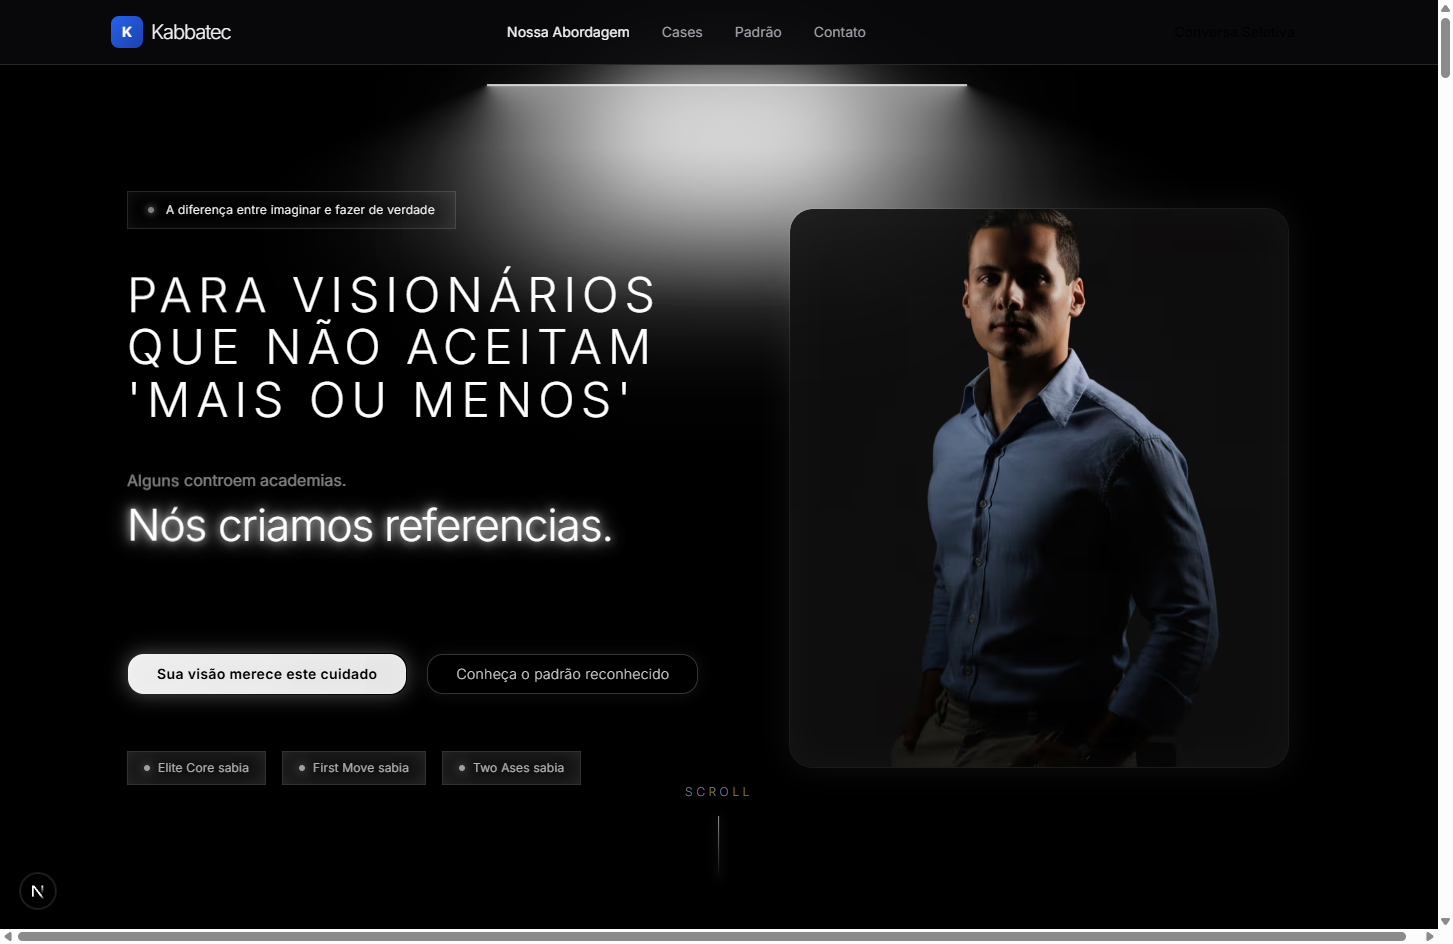 K Kabbatec
Nossa Abordagem
Cases
Padrão
Contato
Conversa Seletiva
A diferença entre imaginar e fazer de verdade
PARA VISIONÁRIOS
QUE NÃO ACEITAM
'MAIS OU MENOS'
Alguns controem academias.
Nós criamos referencias.
Sua visão merece este cuidado
Conheça o padrão reconhecido
Elite Core sabia
First Move sabia
Two Ases sabia
SCROLL
N